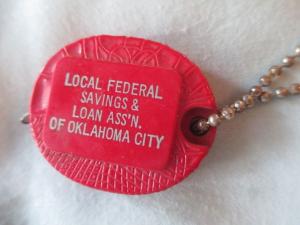 LOCAL FEDERAL
SAVINGS &
LOAN ASS'N.
OF OKLAHOMA CITY